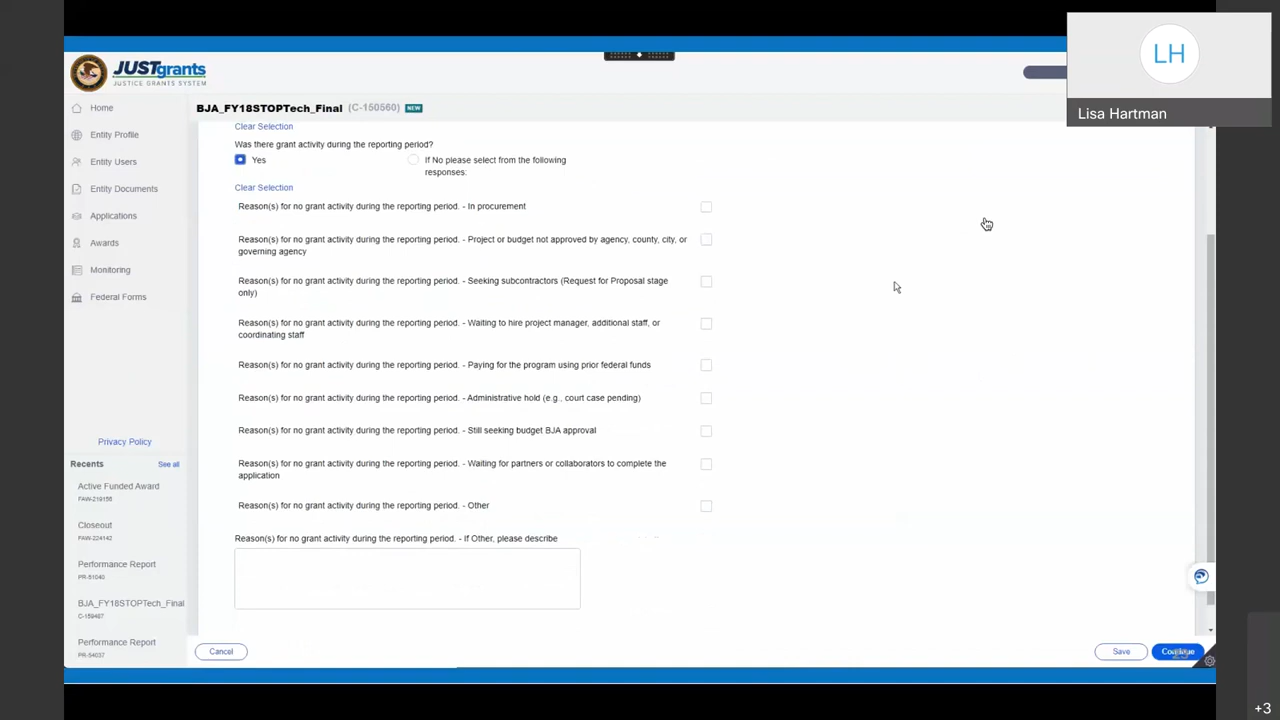 LH
Lisa Hartman
JUSTgrants
JUSTICE GRANTS SYSTEM
Home
Entity Profile
Entity Users
Entity Documents
Applications
Awards
Monitoring
Federal Forms
Privacy Policy
Recents See all
Active Funded Award
FAW-219156
Closeout
FAW-224142
Performance Report
PR-51040
BJA_FY18STOPTech_Final
C-159487
Performance Report
PR-54037
BJA_FY18STOPTech_Final (C-150560) NEW
Clear Selection
Was there grant activity during the reporting period?
Yes
If No please select from the following
responses:
Clear Selection
Reason(s) for no grant activity during the reporting period. - In procurement
Reason(s) for no grant activity during the reporting period. - Project or budget not approved by agency, county, city, or
governing agency
Reason(s) for no grant activity during the reporting period. - Seeking subcontractors (Request for Proposal stage
only)
Reason(s) for no grant activity during the reporting period. - Waiting to hire project manager, additional staff, or
coordinating staff
Reason(s) for no grant activity during the reporting period. - Paying for the program using prior federal funds
Reason(s) for no grant activity during the reporting period. - Administrative hold (e.g., court case pending)
Reason(s) for no grant activity during the reporting period. - Still seeking budget BJA approval
Reason(s) for no grant activity during the reporting period. - Waiting for partners or collaborators to complete the
application
Reason(s) for no grant activity during the reporting period. - Other
Reason(s) for no grant activity during the reporting period. - If Other, please describe
Cancel
Save
Continue
+3